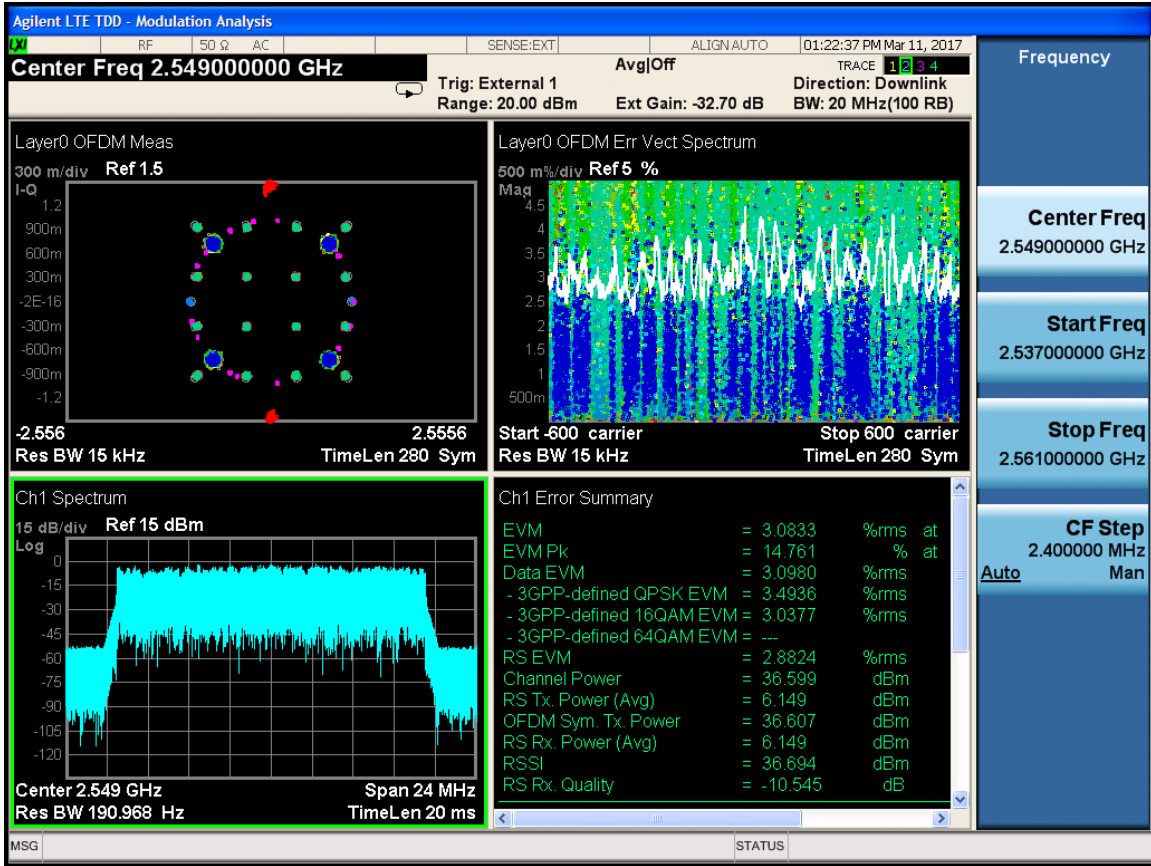 Agilent LTE TDD - Modulation Analysis
LXI RF 50 Ω AC SENSE:EXT ALIGN AUTO 01:22:37 PM Mar 11, 2017
Center Freq 2.549000000 GHz
Avg|Off
TRACE 1 2 3 4
Trig: External 1
Direction: Downlink
Range: 20.00 dBm Ext Gain: -32.70 dB BW: 20 MHz(100 RB)
Layer0 OFDM Meas
300 m/div Ref 1.5
I-Q
1.2
900m
600m
300m
-2E-16
-300m
-600m
-900m
-1.2
-2.556 2.5556
Res BW 15 kHz TimeLen 280 Sym
Layer0 OFDM Err Vect Spectrum
500 m%/div Ref 5 %
Mag
4.5
4
3.5
3
2.5
2
1.5
1
500m
Start -600 carrier Stop 600 carrier
Res BW 15 kHz TimeLen 280 Sym
Ch1 Spectrum
15 dB/div Ref 15 dBm
Log
0
-15
-30
-45
-60
-75
-90
-105
-120
Center 2.549 GHz Span 24 MHz
Res BW 190.968 Hz TimeLen 20 ms
Ch1 Error Summary
EVM = 3.0833 %rms at
EVM Pk = 14.761 % at
Data EVM = 3.0980 %rms
- 3GPP-defined QPSK EVM = 3.4936 %rms
- 3GPP-defined 16QAM EVM = 3.0377 %rms
- 3GPP-defined 64QAM EVM = ---
RS EVM = 2.8824 %rms
Channel Power = 36.599 dBm
RS Tx. Power (Avg) = 6.149 dBm
OFDM Sym. Tx. Power = 36.607 dBm
RS Rx. Power (Avg) = 6.149 dBm
RSSI = 36.694 dBm
RS Rx. Quality = -10.545 dB
Frequency
Center Freq
2.549000000 GHz
Start Freq
2.537000000 GHz
Stop Freq
2.561000000 GHz
CF Step
2.400000 MHz
Auto Man
MSG STATUS